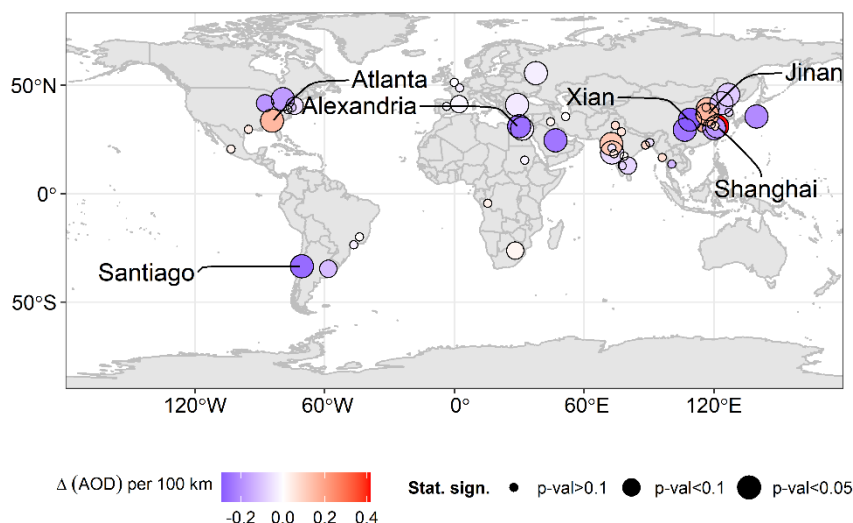 50°N
0°
50°S
Atlanta
Alexandria
Xian
Jinan
Shanghai
Santiago
120°W 60°W 0° 60°E 120°E
Δ (AOD) per 100 km
-0.2 0.0 0.2 0.4
Stat. sign. p-val>0.1 p-val<0.1 p-val<0.05